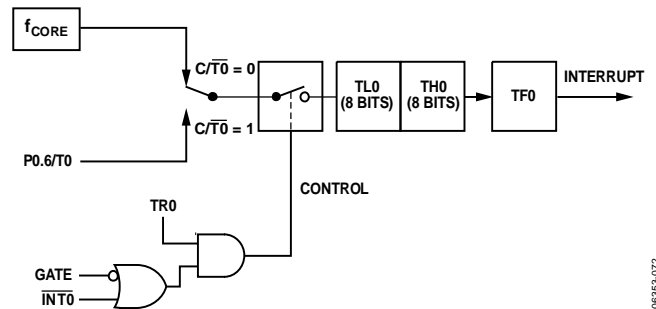 fCORE
C/T0 = 0
C/T0 = 1
P0.6/T0
TL0
(8 BITS)
TH0
(8 BITS)
TF0
INTERRUPT
CONTROL
TR0
GATE
INT0
06353-072